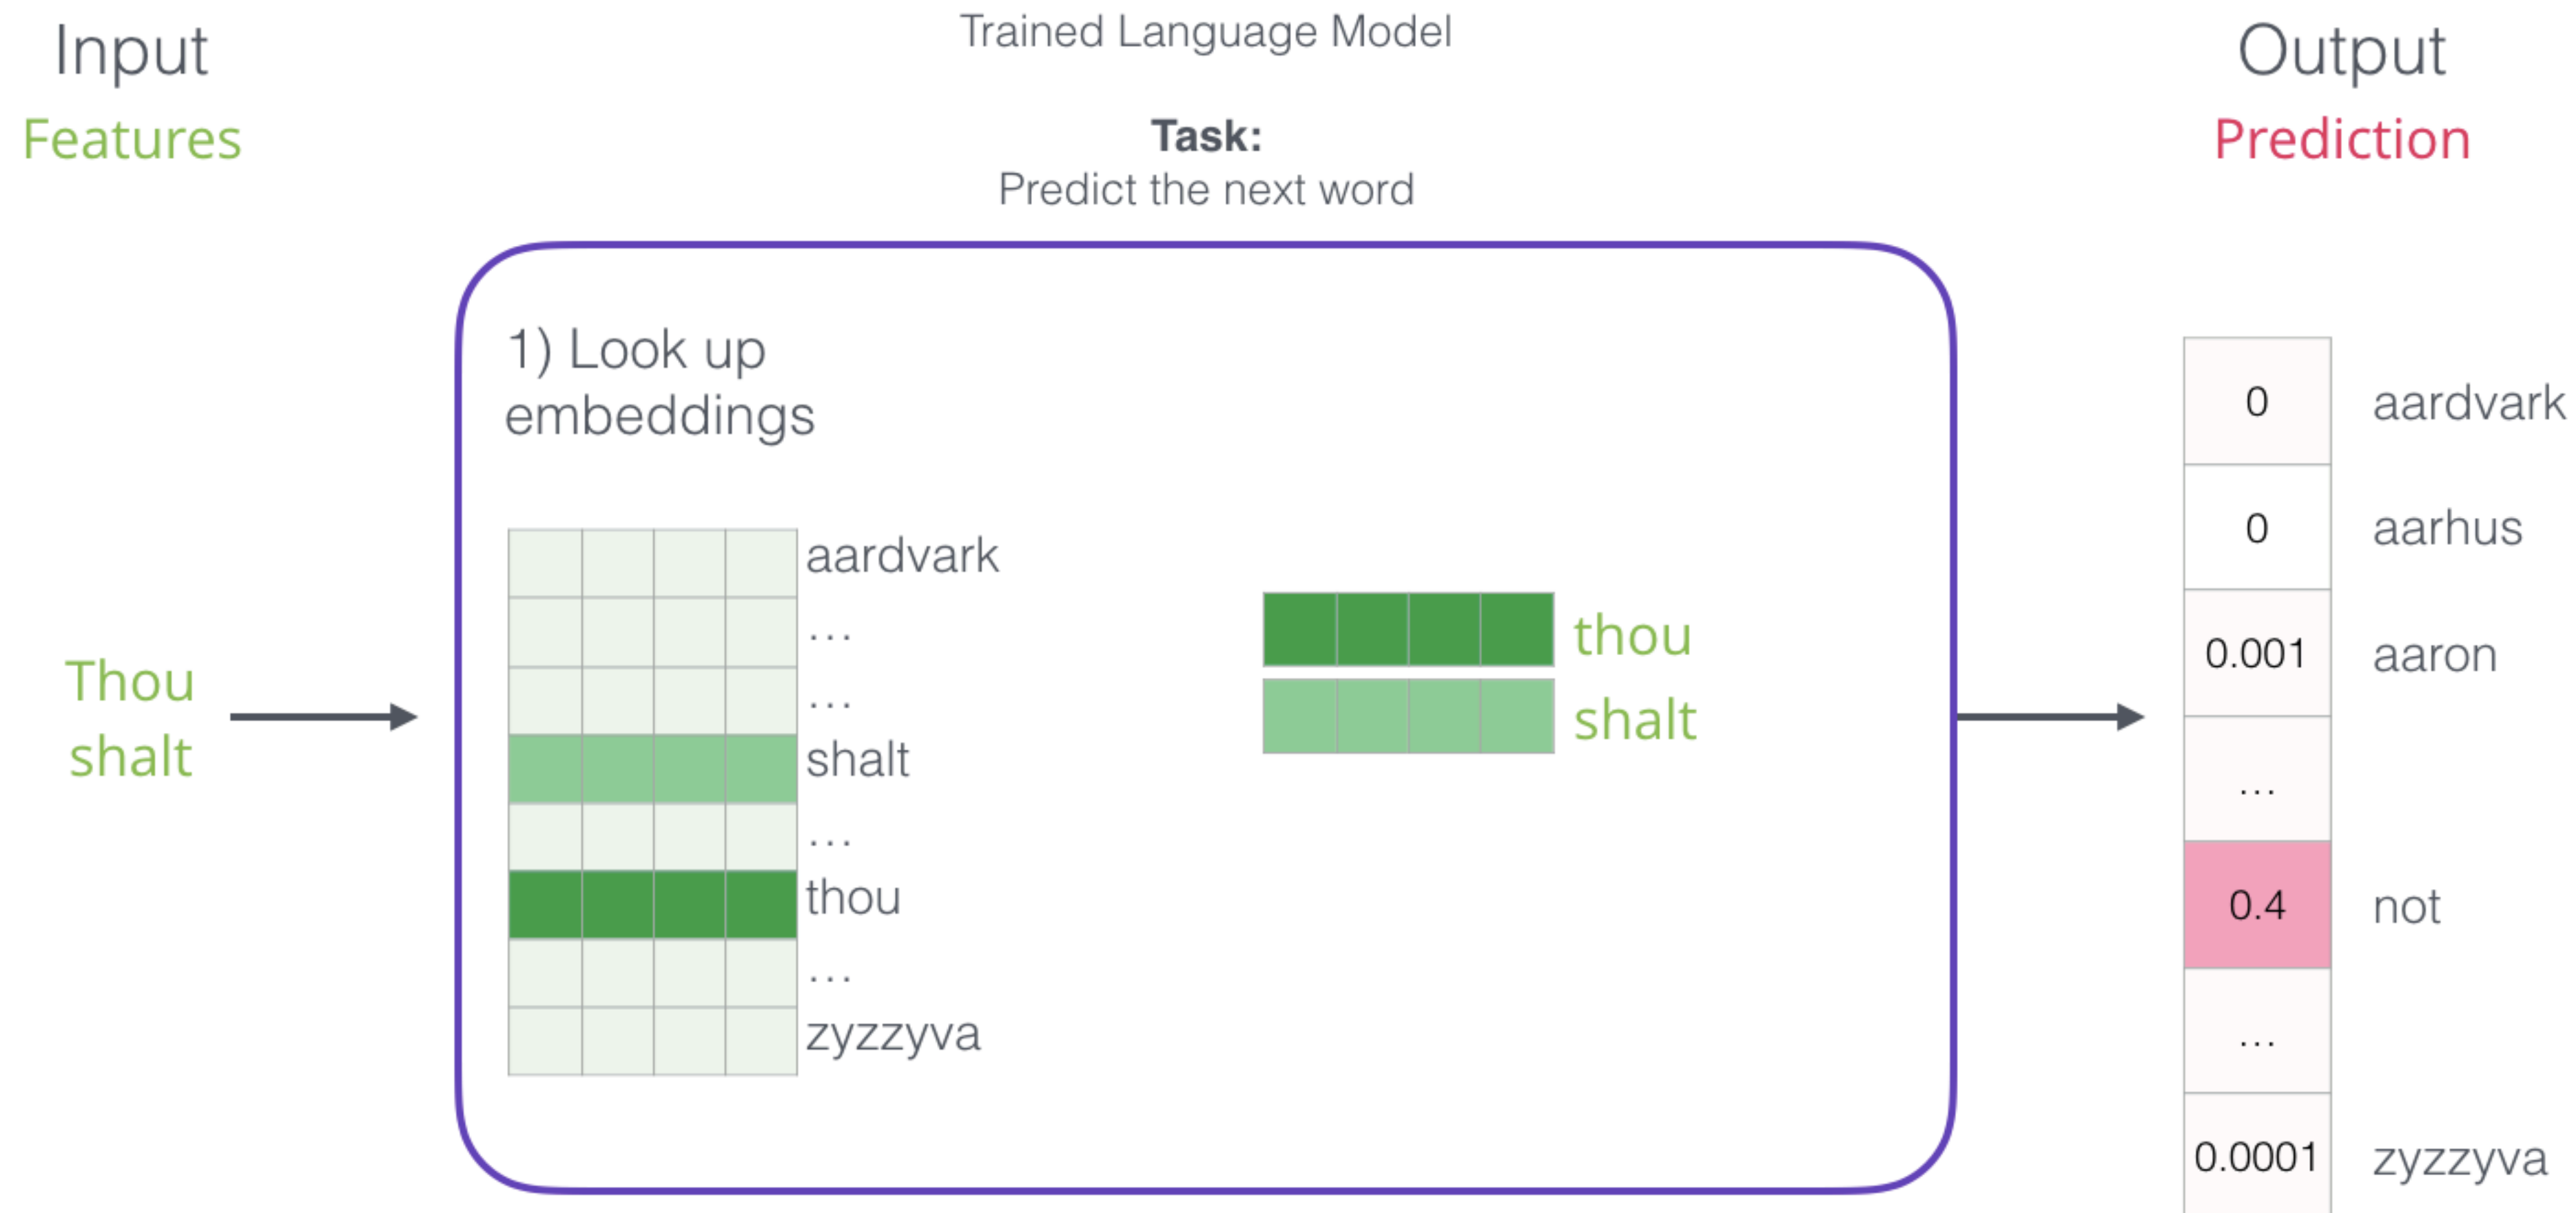 Input
Features
Trained Language Model
Task:
Predict the next word
Output
Prediction
Thou
shalt
1) Look up
embeddings
aardvark
...
...
shalt
...
thou
...
zyzzyva
thou
shalt
0 aardvark
0 aarhus
0.001 aaron
...
0.4 not
...
0.0001 zyzzyva